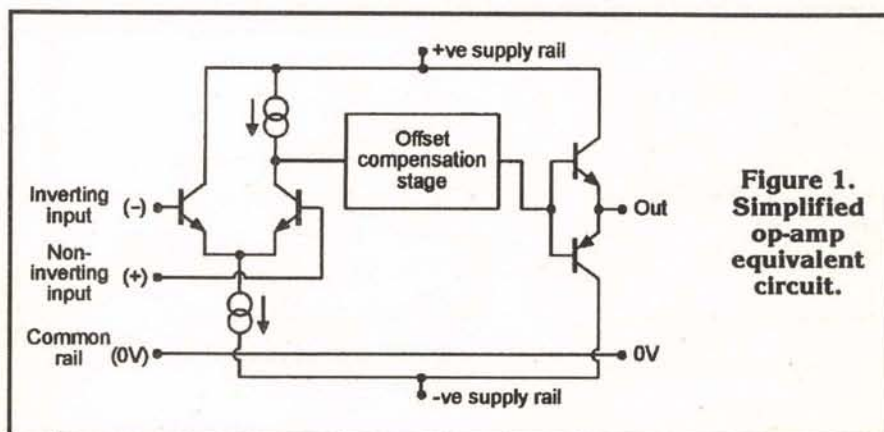 +ve supply rail
Offset
compensation
stage
Inverting
input (-)
Out
Non-
inverting
input (+)
Common
rail (0V)
0V
-ve supply rail
Figure 1.
Simplified
op-amp
equivalent
circuit.